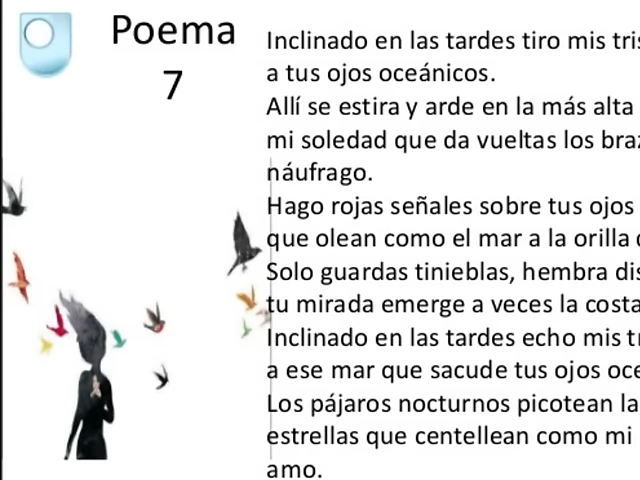 Poema
7
Inclinado en las tardes tiro mis
a tus ojos oceánicos.
Allí se estira y arde en la más alta
mi soledad que da vueltas los
náufrago.
Hago rojas señales sobre tus ojos
que olean como el mar a la orilla
Solo guardas tinieblas, hembra
tu mirada emerge a veces la costa
Inclinado en las tardes echo mis
a ese mar que sacude tus ojos
Los pájaros nocturnos picotean
estrellas que centellean como mi
amo.